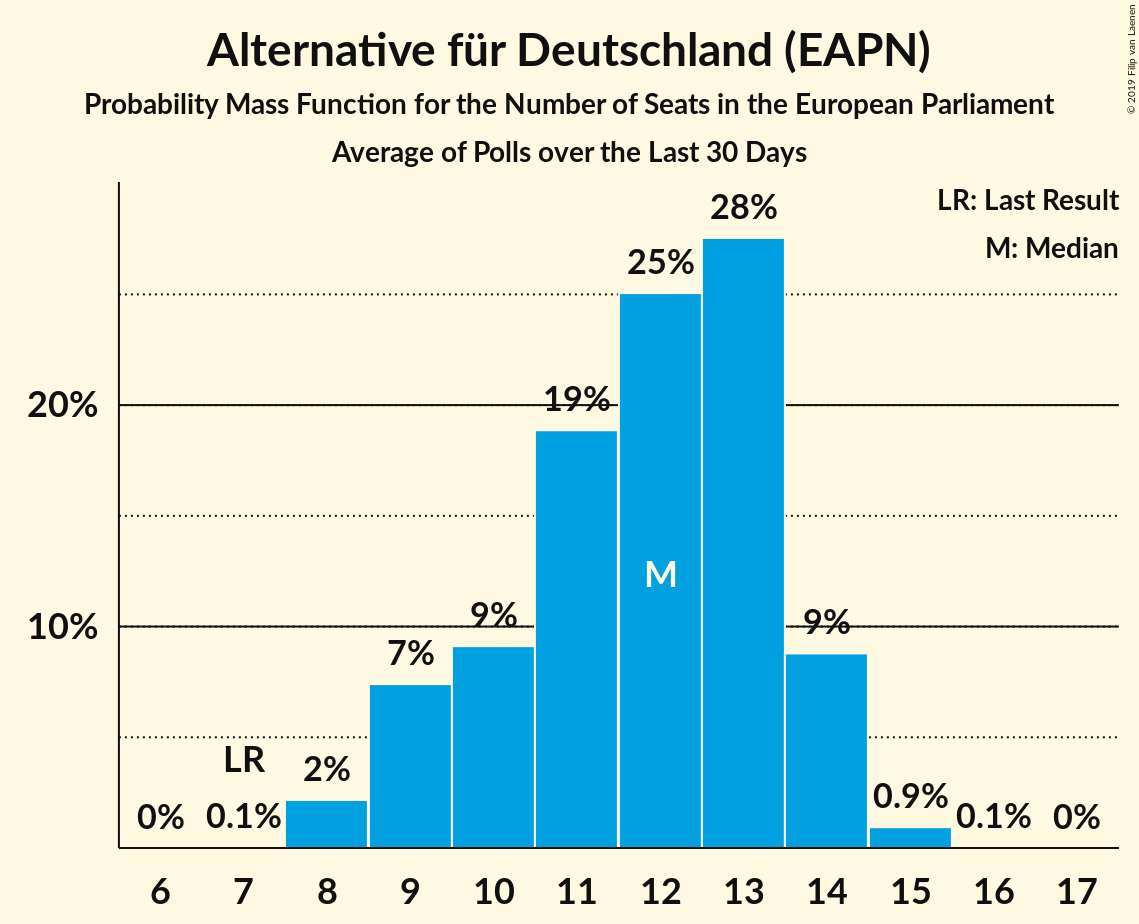 Alternative für Deutschland (EAPN)
Probability Mass Function for the Number of Seats in the European Parliament
Average of Polls over the Last 30 Days
© 2019 Filip van Laenen
LR: Last Result
M: Median
28%
25%
20%
19%
M
10%
9%
9%
7%
LR
2%
0%
0.1%
0.9%
0.1%
0%
6 7 8 9 10 11 12 13 14 15 16 17